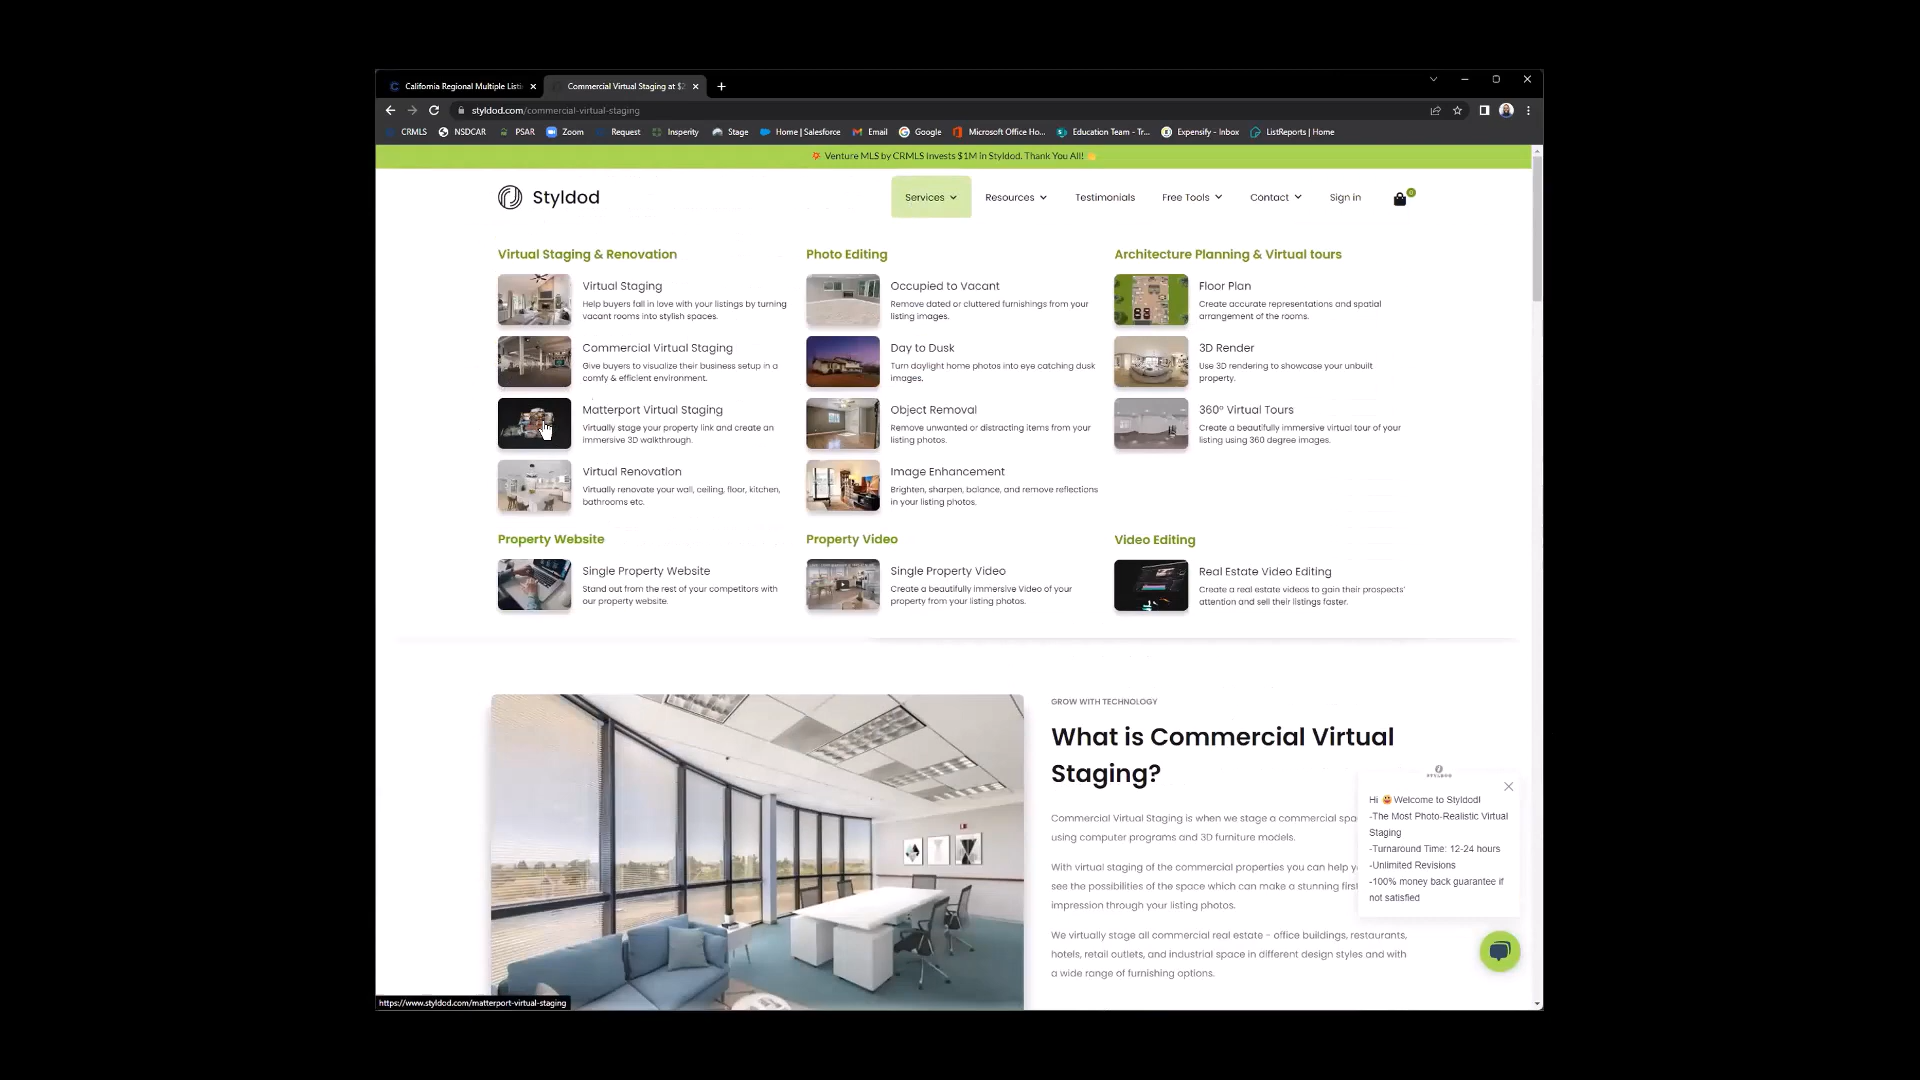 California Regional Multiple Listi
Commercial Virtual Staging at $2
styldod.com/commercial-virtual-staging
CRMLS
NSDCAR
PSAR
Zoom
Request
Insperity
Stage
Home | Salesforce
Email
Google
Microsoft Office Ho...
Education Team - Tr...
Expensify - Inbox
ListReports | Home
Venture MLS by CRMLS Invests $1M in Styldod. Thank You All!
Styldod
Services
Resources
Testimonials
Free Tools
Contact
Sign in
0
Virtual Staging & Renovation
Virtual Staging
Help buyers fall in love with your listings by turning
vacant rooms into stylish spaces.
Commercial Virtual Staging
Give buyers to visualize their business setup in a
comfy & efficient environment.
Matterport Virtual Staging
Virtually stage your property link and create an
immersive 3D walkthrough.
Virtual Renovation
Virtually renovate your wall, ceiling, floor, kitchen,
bathrooms etc.
Photo Editing
Occupied to Vacant
Remove dated or cluttered furnishings from your
listing images.
Day to Dusk
Turn daylight home photos into eye catching dusk
images.
Object Removal
Remove unwanted or distracting items from your
listing photos.
Image Enhancement
Brighten, sharpen, balance, and remove reflections
in your listing photos.
Architecture Planning & Virtual tours
Floor Plan
Create accurate representations and spatial
arrangement of the rooms.
3D Render
Use 3D rendering to showcase your unbuilt
property.
360º Virtual Tours
Create a beautifully immersive virtual tour of your
listing using 360 degree images.
Property Website
Single Property Website
Stand out from the rest of your competitors with
our property website.
Property Video
Single Property Video
Create a beautifully immersive Video of your
property from your listing photos.
Video Editing
Real Estate Video Editing
Create a real estate videos to gain their prospects'
attention and sell their listings faster.
GROW WITH TECHNOLOGY
What is Commercial Virtual
Staging?
Commercial Virtual Staging is when we stage a commercial spa
using computer programs and 3D furniture models.
With virtual staging of the commercial properties you can help y
see the possibilities of the space which can make a stunning first
impression through your listing photos.
We virtually stage all commercial real estate - office buildings, restaurants,
hotels, retail outlets, and industrial space in different design styles and with
a wide range of furnishing options.
STYLDOD
Hi Welcome to Styldod!
-The Most Photo-Realistic Virtual
Staging
-Turnaround Time: 12-24 hours
-Unlimited Revisions
-100% money back guarantee if
not satisfied
https://www.styldod.com/matterport-virtual-staging